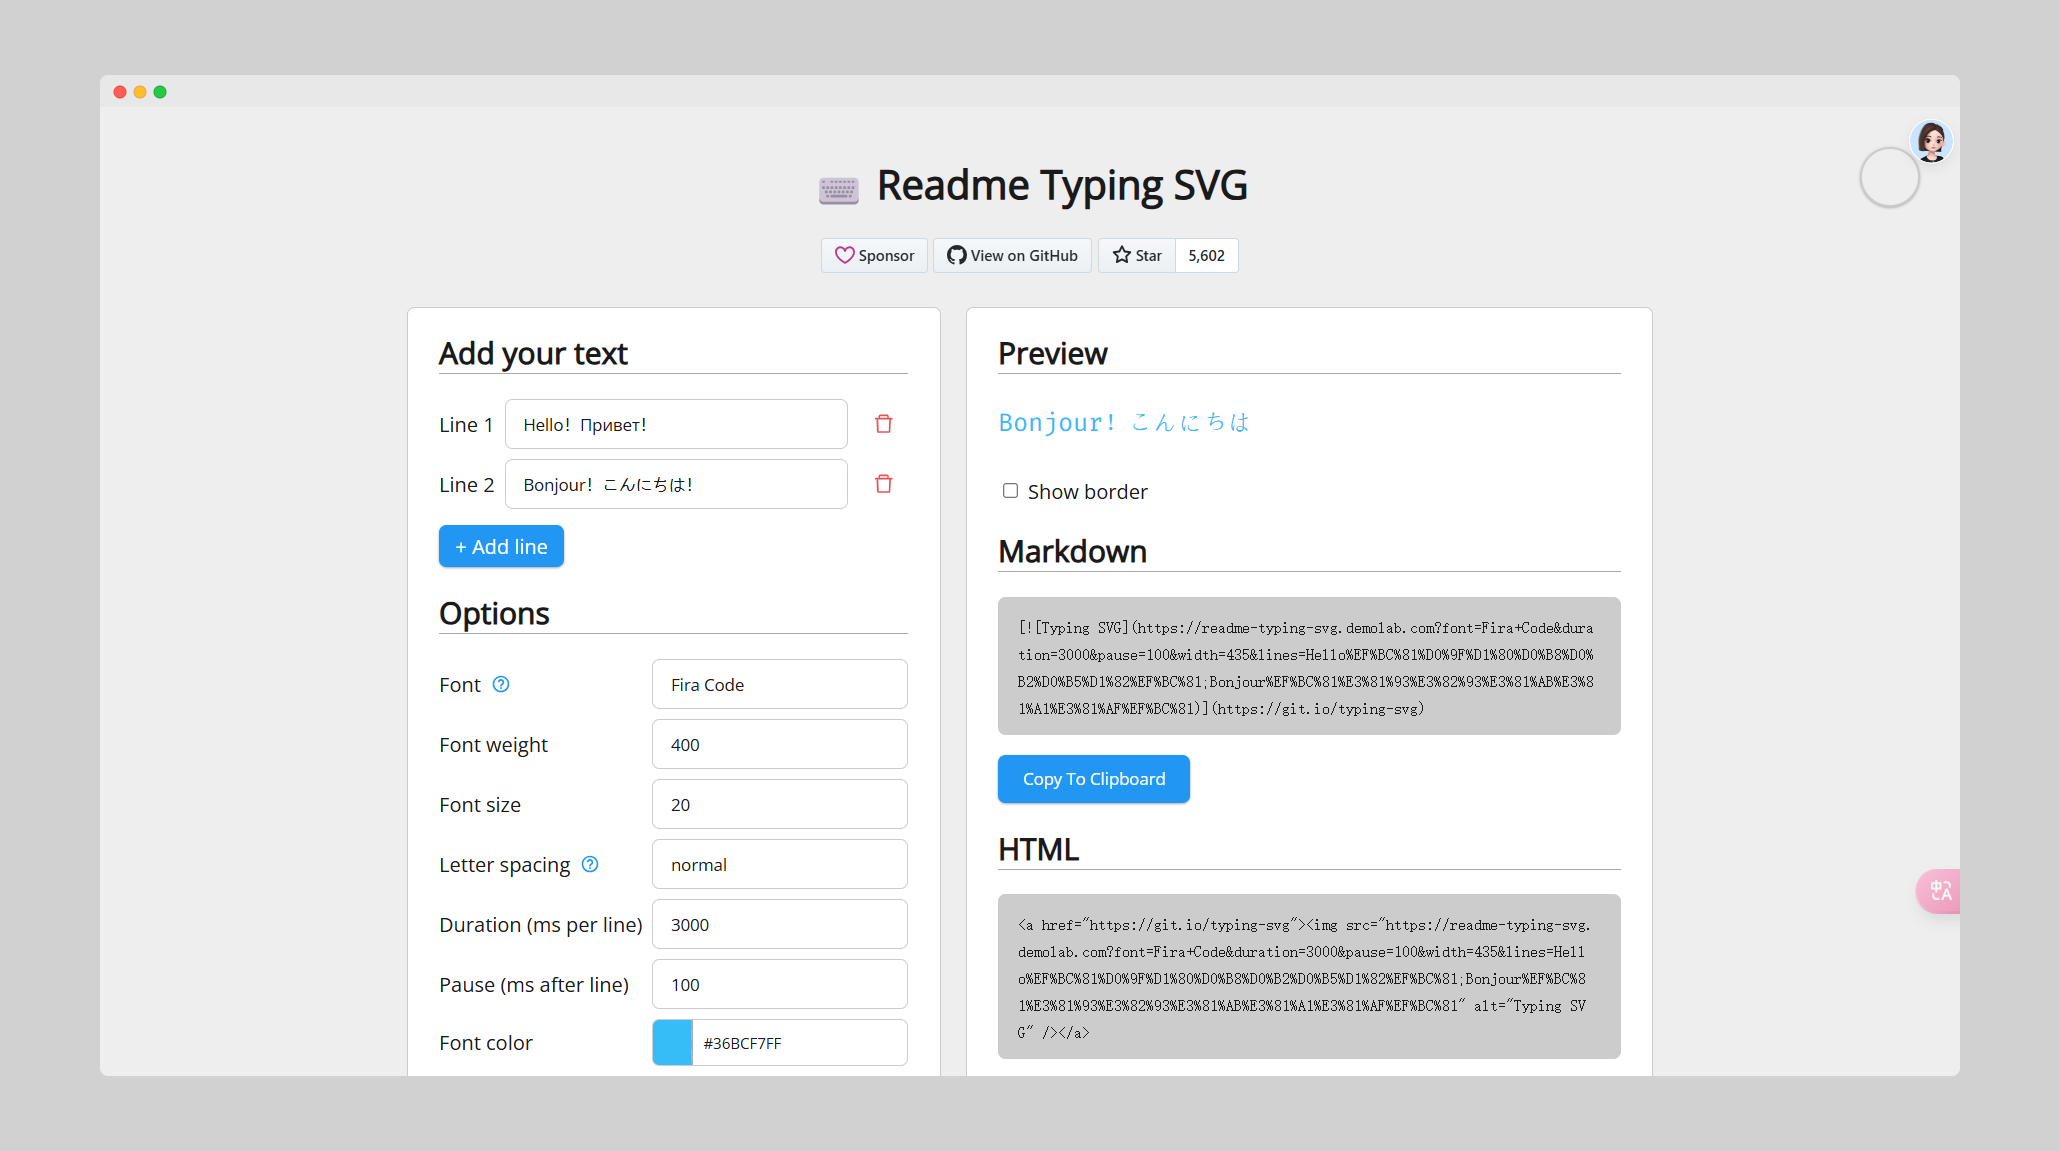 Readme Typing SVG
Sponsor
View on GitHub
Star
5,602
Add your text
Line 1
Hello！Привет！
Line 2
Bonjour！こんにちは！
+ Add line
Options
Font
Fira Code
Font weight
400
Font size
20
Letter spacing
normal
Duration (ms per line)
3000
Pause (ms after line)
100
Font color
#36BCF7FF
Preview
Bonjour！こんにちは
Show border
Markdown
[![Typing SVG](https://readme-typing-svg.demolab.com?font=Fira+Code&dura
tion=3000&pause=100&width=435&lines=Hello%EF%BC%81%D0%9F%D1%80%D0%B8%D0%
B2%D0%B5%D1%82%EF%BC%81;Bonjour%EF%BC%81%E3%81%93%E3%82%93%E3%81%AB%E3%8
1%A1%E3%81%AF%EF%BC%81)](https://git.io/typing-svg)
Copy To Clipboard
HTML
<a href="https://git.io/typing-svg"><img src="https://readme-typing-svg.
demolab.com?font=Fira+Code&duration=3000&pause=100&width=435&lines=Hell
o%EF%BC%81%D0%9F%D1%80%D0%B8%D0%B2%D0%B5%D1%82%EF%BC%81;Bonjour%EF%BC%8
1%E3%81%93%E3%82%93%E3%81%AB%E3%81%A1%E3%81%AF%EF%BC%81" alt="Typing SV
G" /></a>
中A